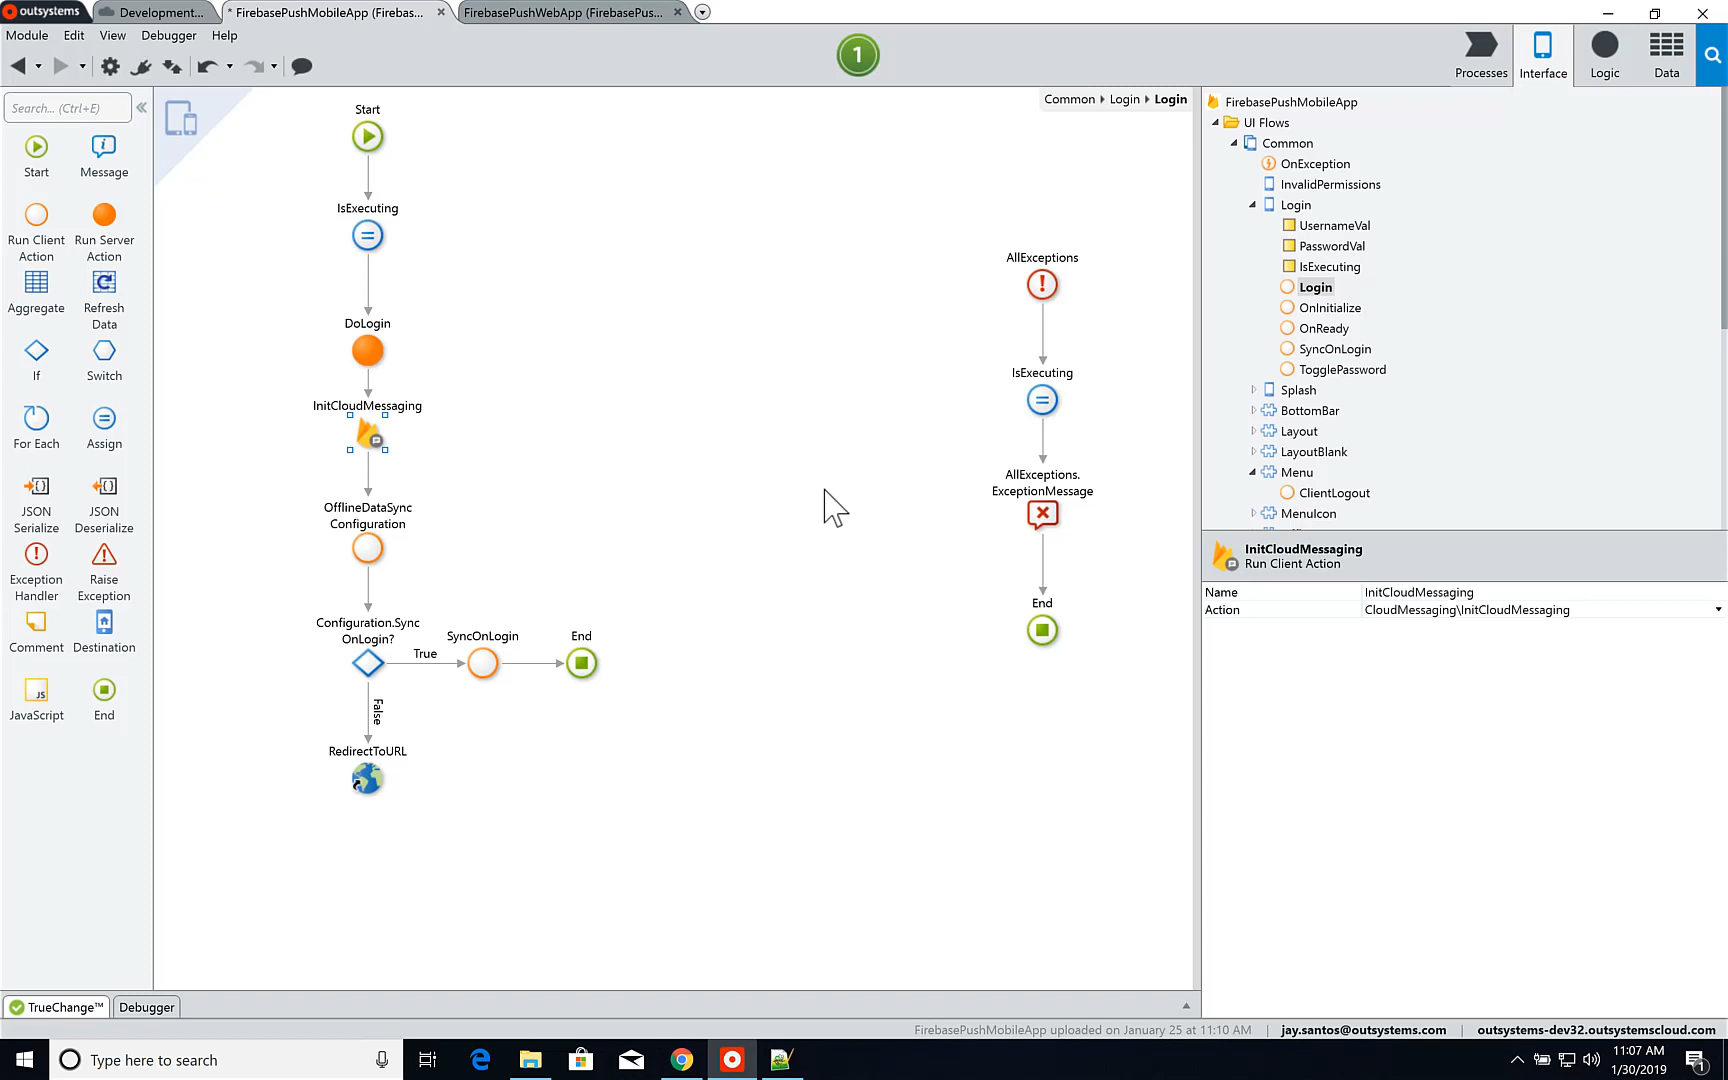 outsystems
Development...
* FirebasePushMobileApp (Firebas...
FirebasePushWebApp (FirebasePus...
Module
Edit
View
Debugger
Help
1
Processes
Interface
Logic
Data
Search... (Ctrl+E)
Start
Message
Run Client
Action
Run Server
Action
Aggregate
Refresh
Data
If
Switch
For Each
Assign
JSON
Serialize
JSON
Deserialize
Exception
Handler
Raise
Exception
Comment
Destination
JS
JavaScript
End
Common
Login
Login
Start
IsExecuting
DoLogin
InitCloudMessaging
OfflineDataSync
Configuration
Configuration.Sync
OnLogin?
True
SyncOnLogin
End
False
RedirectToURL
AllExceptions
IsExecuting
AllExceptions.
ExceptionMessage
End
FirebasePushMobileApp
UI Flows
Common
OnException
InvalidPermissions
Login
UsernameVal
PasswordVal
IsExecuting
Login
OnInitialize
OnReady
SyncOnLogin
TogglePassword
Splash
BottomBar
Layout
LayoutBlank
Menu
ClientLogout
MenuIcon
InitCloudMessaging
Run Client Action
Name
InitCloudMessaging
Action
CloudMessaging\InitCloudMessaging
TrueChange™
Debugger
FirebasePushMobileApp uploaded on January 25 at 11:10 AM
jay.santos@outsystems.com
outsystems-dev32.outsystemscloud.com
Type here to search
11:07 AM
1/30/2019
1